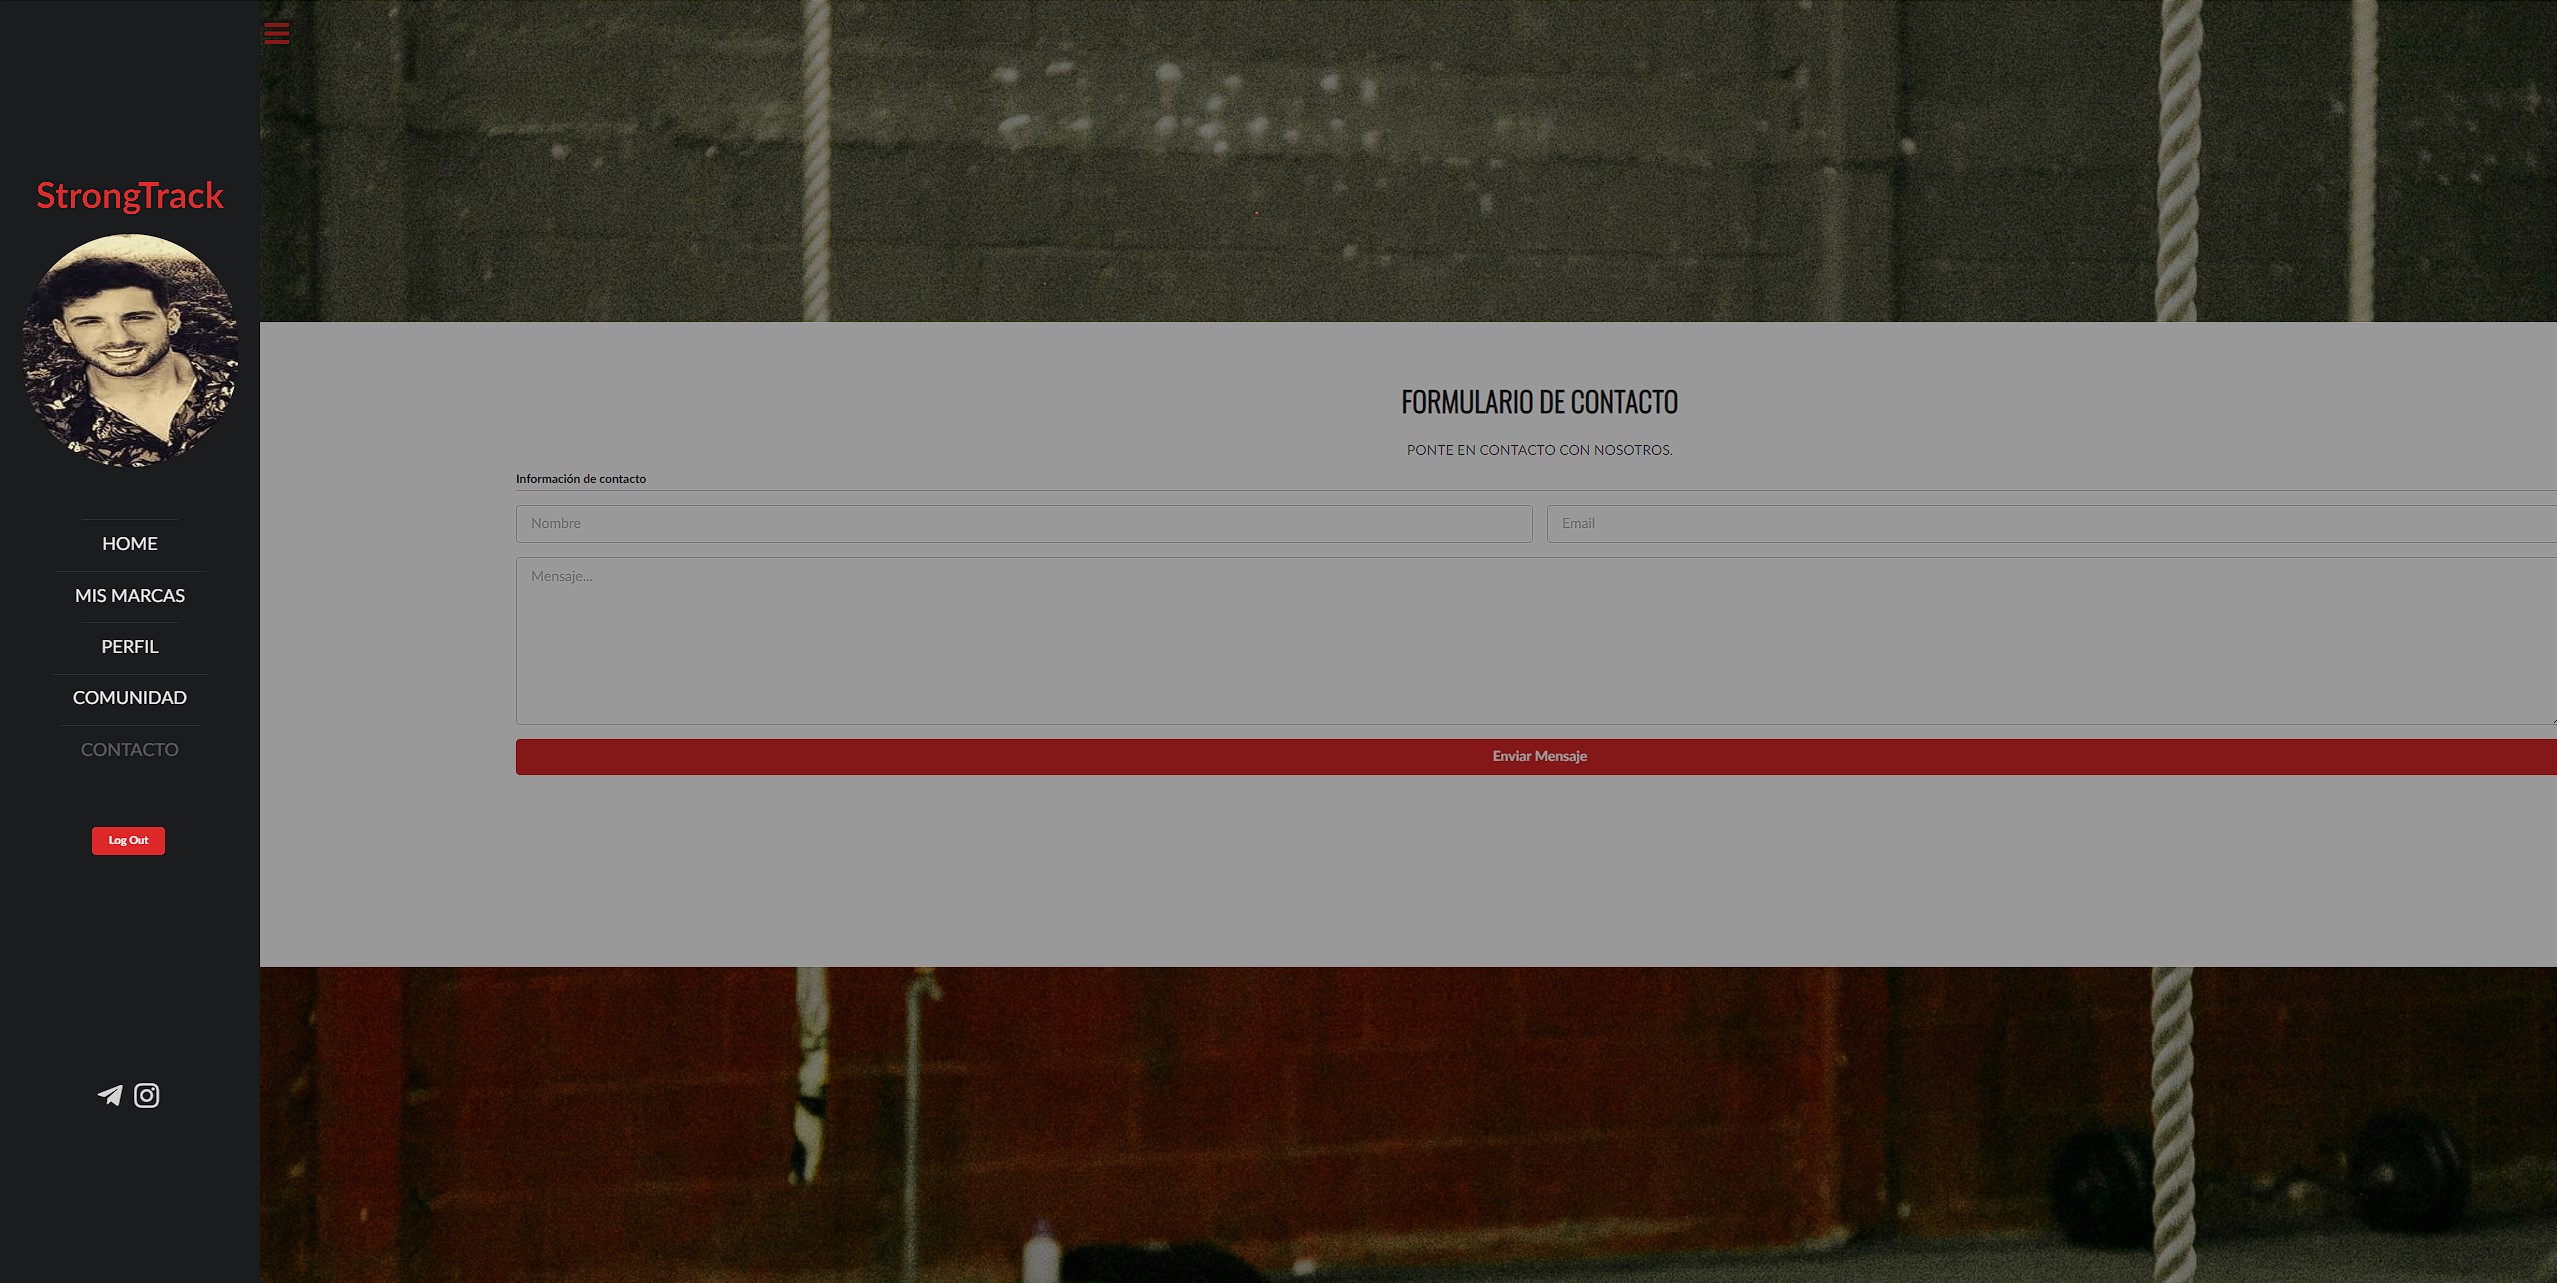 StrongTrack
HOME
MIS MARCAS
PERFIL
COMUNIDAD
CONTACTO
Log Out
FORMULARIO DE CONTACTO
PONTE EN CONTACTO CON NOSOTROS.
Información de contacto
Nombre
Email
Mensaje...
Enviar Mensaje